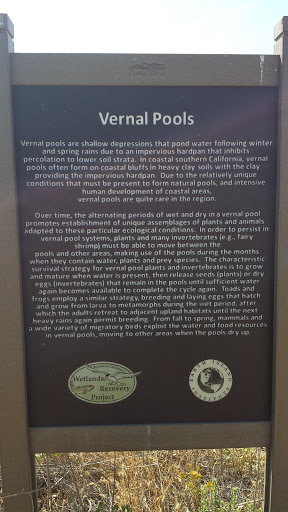 Costa Mesa
Vernal Pools
Vernal pools are shallow depressions that pond water following winter
and spring rains due to an impervious hardpan that inhibits
percolation to lower soil strata. In coastal southern California, vernal
pools often form on coastal bluffs in heavy clay soils with the clay
providing the impervious hardpan. Due to the relatively unique
conditions that must be present to form natural pools, and intensive
human development of coastal areas,
vernal pools are quite rare in the region.
Over time, the alternating periods of wet and dry in a vernal pool
promotes establishment of unique assemblages of plants and animals
adapted to these particular ecological conditions. In order to persist in
vernal pool systems, plants and many invertebrates (e.g., fairy
shrimp) must be able to move between the
pools and other areas, making use of the pools during the months
when they contain water, plants and prey species. The characteristic
survival strategy for vernal pool plants and invertebrates is to grow
and mature when water is present, then release seeds (plants) or dry
eggs (invertebrates) that remain in the pools until sufficient water
again becomes available to complete the cycle again. Toads and
frogs employ a similar strategy, breeding and laying eggs that hatch
and grow from larva to metamorphs during the wet period, after
which the adults retreat to adjacent upland habitats until the next
heavy rains again permit breeding. From fall to spring, mammals and
a wide variety of migratory birds exploit the water and food resources
in vernal pools, moving to other areas when the pools dry up.
Wetlands
Recovery
Project